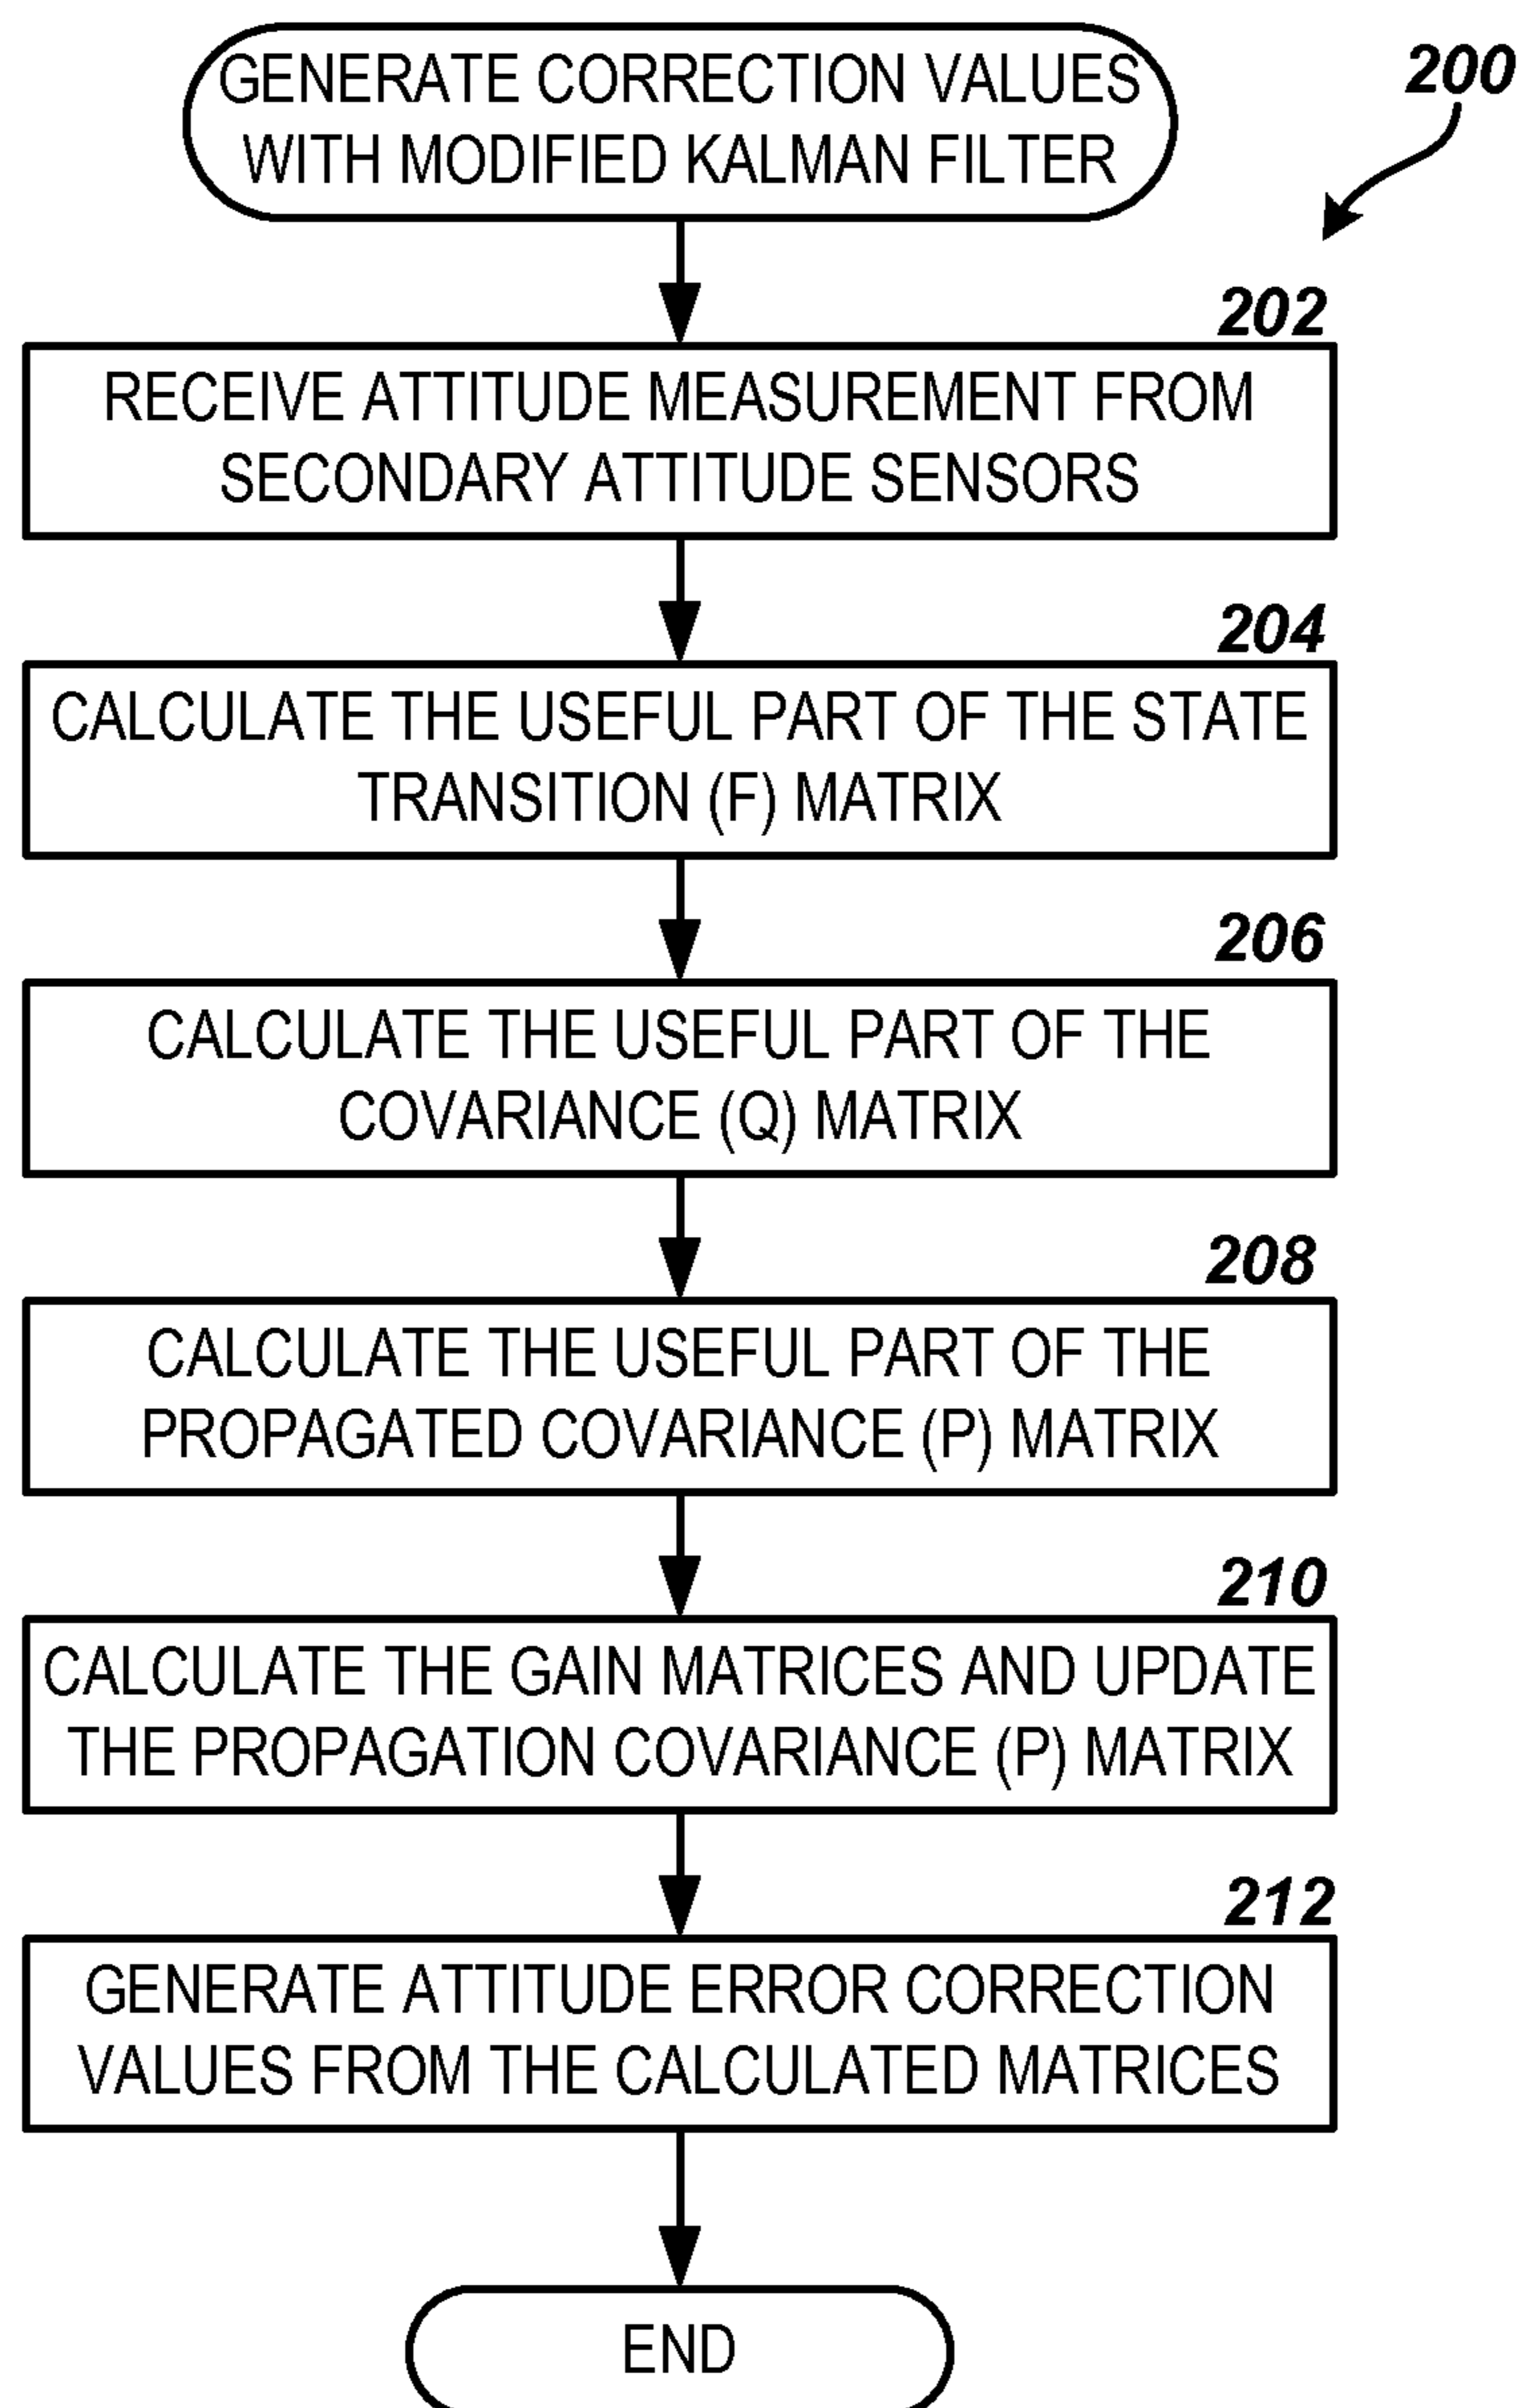 GENERATE CORRECTION VALUES
WITH MODIFIED KALMAN FILTER
200
202
RECEIVE ATTITUDE MEASUREMENT FROM
SECONDARY ATTITUDE SENSORS
204
CALCULATE THE USEFUL PART OF THE STATE
TRANSITION (F) MATRIX
206
CALCULATE THE USEFUL PART OF THE
COVARIANCE (Q) MATRIX
208
CALCULATE THE USEFUL PART OF THE
PROPAGATED COVARIANCE (P) MATRIX
210
CALCULATE THE GAIN MATRICES AND UPDATE
THE PROPAGATION COVARIANCE (P) MATRIX
212
GENERATE ATTITUDE ERROR CORRECTION
VALUES FROM THE CALCULATED MATRICES
END